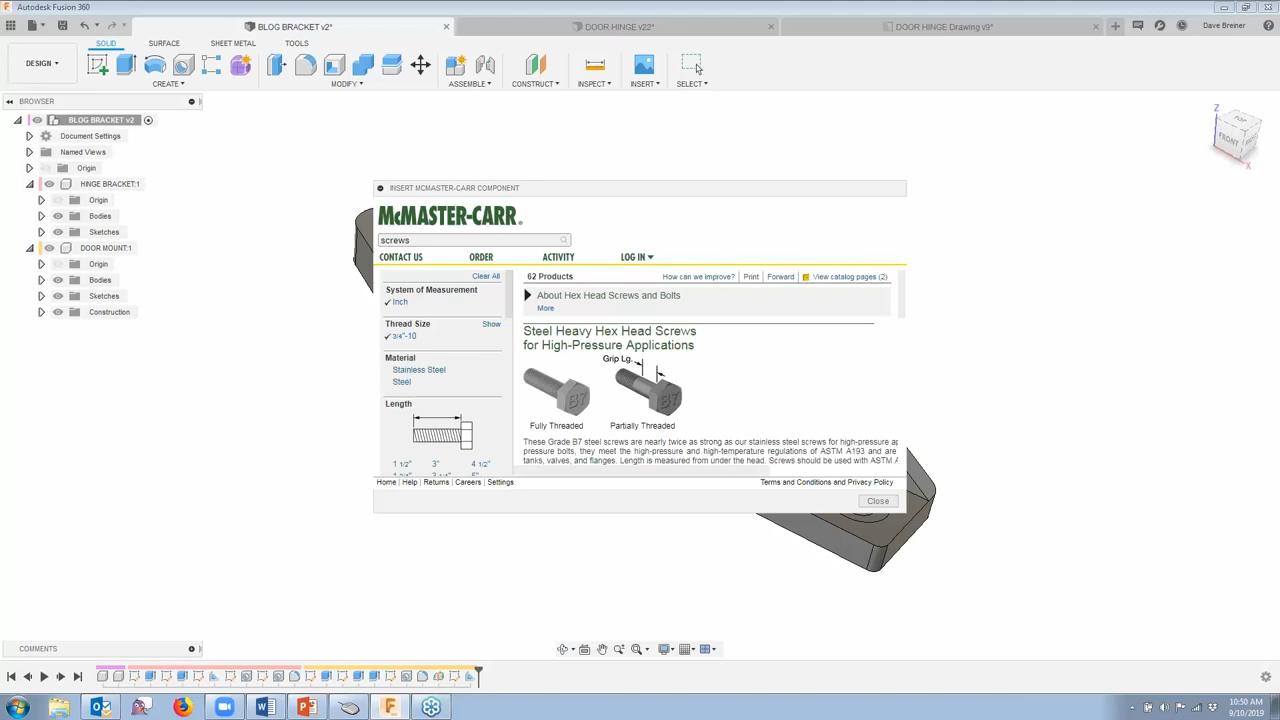 Autodesk Fusion 360
BLOG BRACKET v2*
DOOR HINGE v22*
DOOR HINGE Drawing v9*
Dave Breiner
SOLID
SURFACE
SHEET METAL
TOOLS
DESIGN
CREATE
MODIFY
ASSEMBLE
CONSTRUCT
INSPECT
INSERT
SELECT
BROWSER
BLOG BRACKET v2
Document Settings
Named Views
Origin
HINGE BRACKET:1
Origin
Bodies
Sketches
DOOR MOUNT:1
Origin
Bodies
Sketches
Construction
Z
TOP
FRONT
X
INSERT MCMASTER-CARR COMPONENT
McMASTER-CARR®
screws
CONTACT US
ORDER
ACTIVITY
LOG IN
Clear All
System of Measurement
Inch
Thread Size
Show
3/4"-10
Material
Stainless Steel
Steel
Length
1 1/2" 3" 4 1/2"
62 Products
How can we improve?
Print
Forward
View catalog pages (2)
About Hex Head Screws and Bolts
More
Steel Heavy Hex Head Screws
for High-Pressure Applications
Grip Lg.
B7
B7
Fully Threaded
Partially Threaded
These Grade B7 steel screws are nearly twice as strong as our stainless steel screws for high-pressure ap
pressure bolts, they meet the high-pressure and high-temperature regulations of ASTM A193 and are
tanks, valves, and flanges. Length is measured from under the head. Screws should be used with ASTM A
Home
Help
Returns
Careers
Settings
Terms and Conditions and Privacy Policy
Close
COMMENTS
10:50 AM
9/10/2019